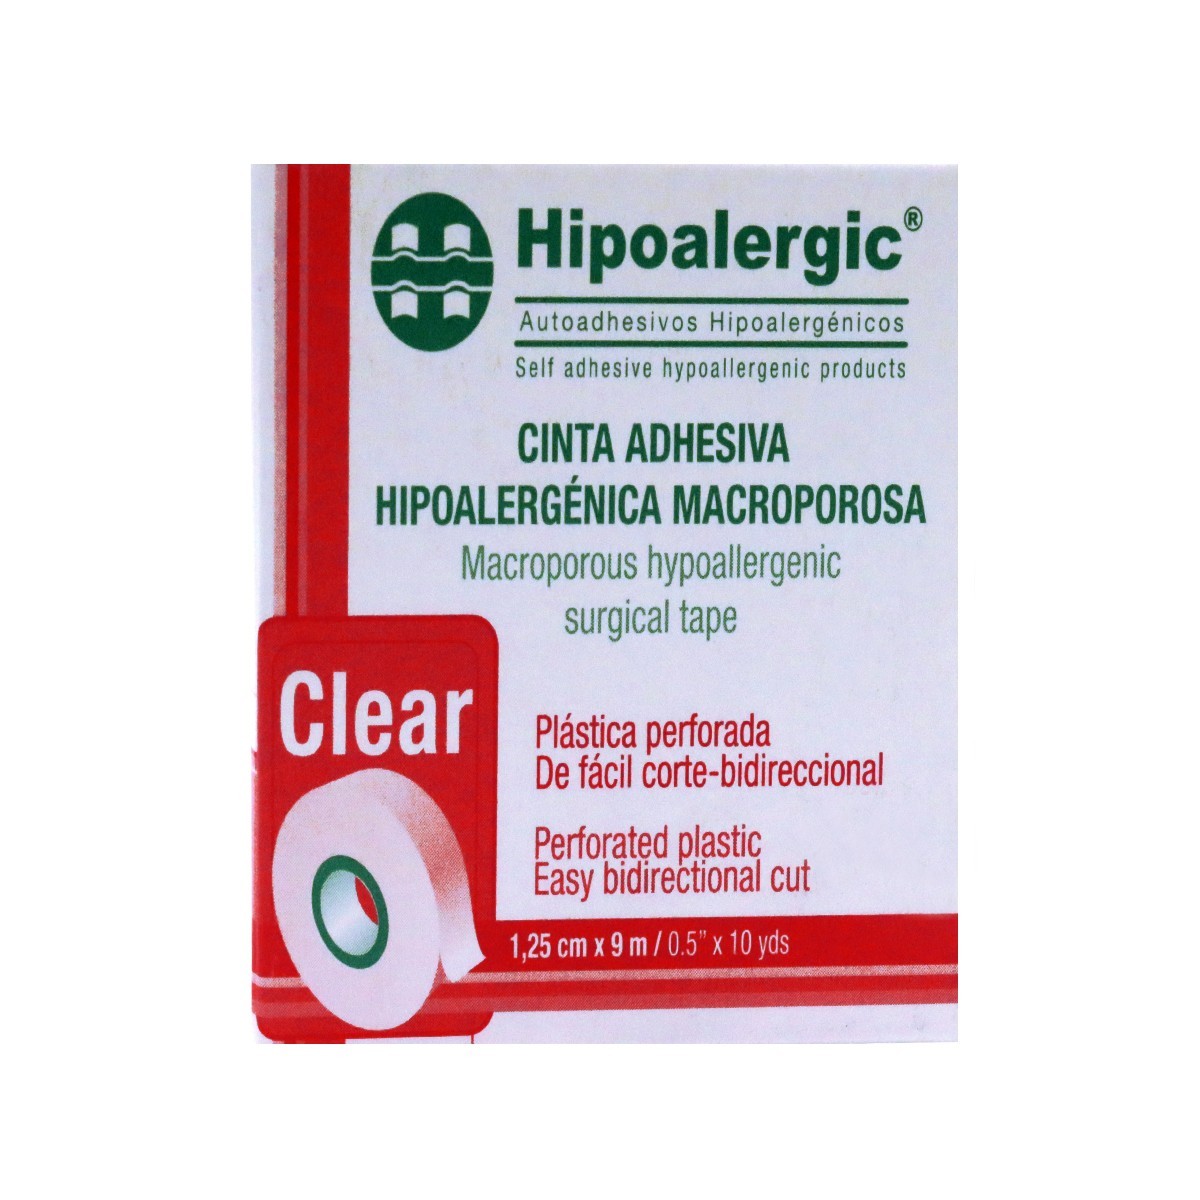 Hipoalergic®
Autoadhesivos Hipoalergénicos
Self adhesive hypoallergenic products
CINTA ADHESIVA
HIPOALERGÉNICA MACROPOROSA
Macroporous hypoallergenic
surgical tape
Clear
Plástica perforada
De fácil corte-bidireccional
Perforated plastic
Easy bidirectional cut
1,25 cm x 9 m / 0.5" x 10 yds